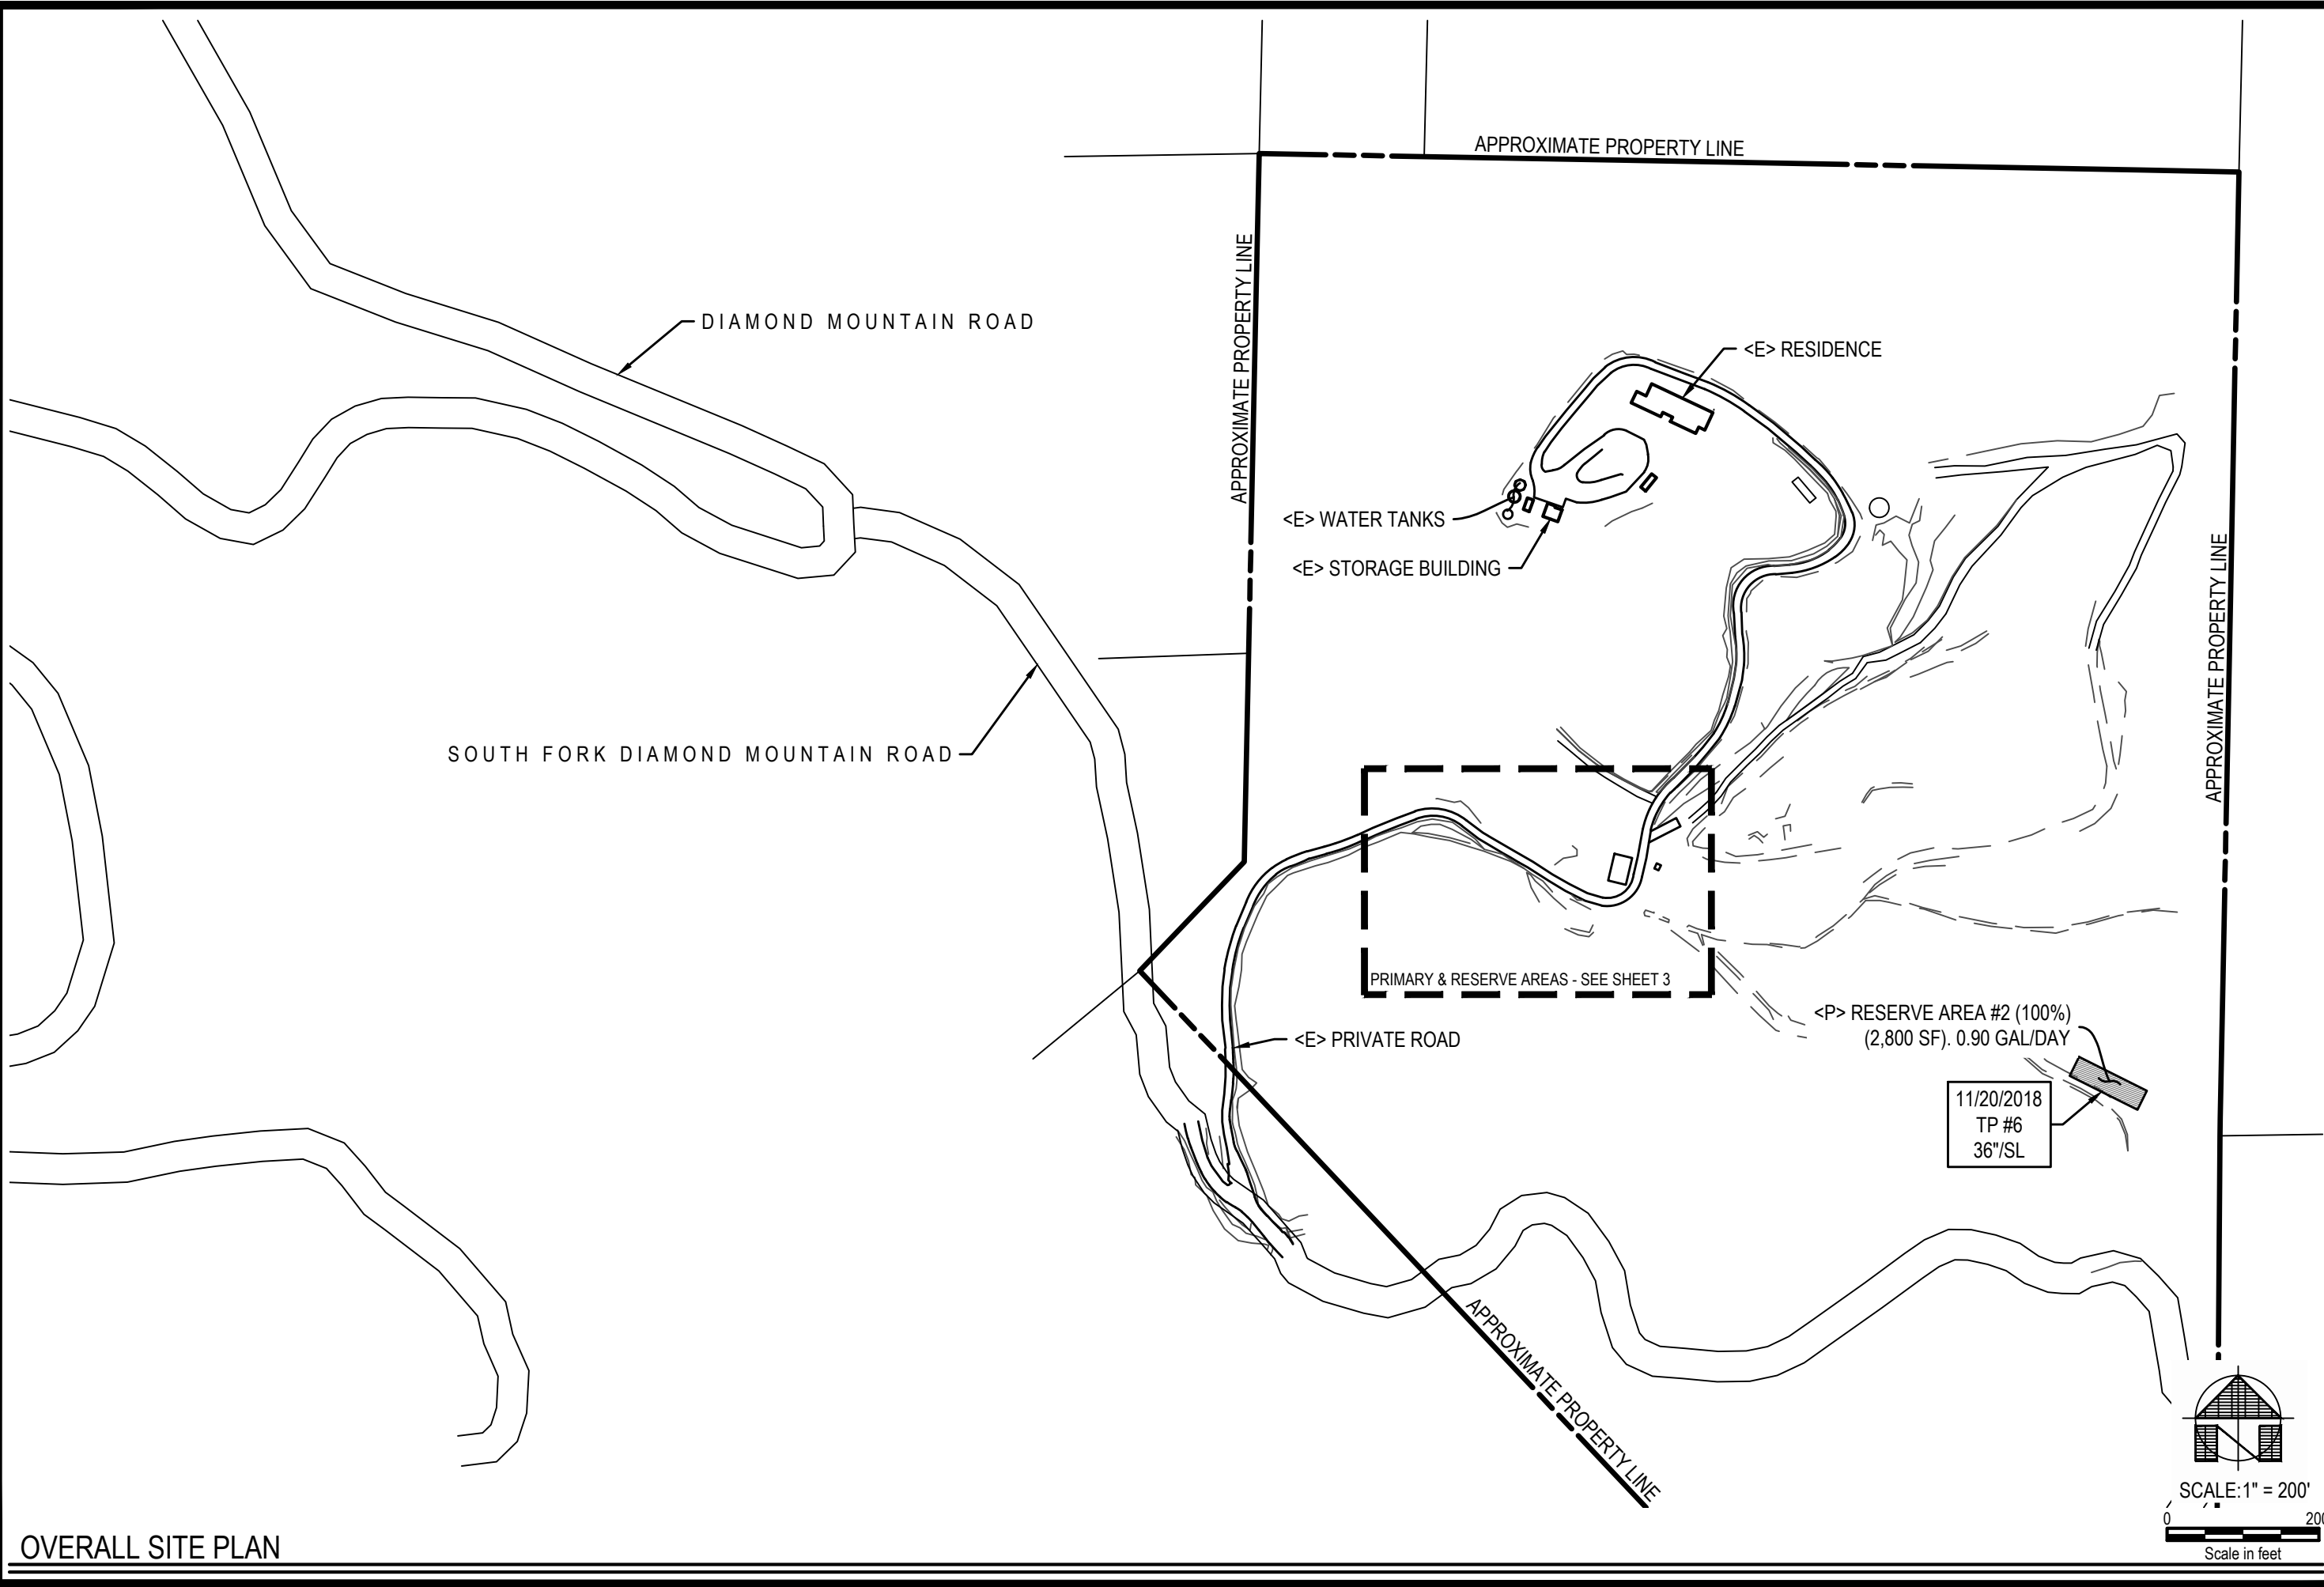 APPROXIMATE PROPERTY LINE
APPROXIMATE PROPERTY LINE
DIAMOND MOUNTAIN ROAD
<E> RESIDENCE
<E> WATER TANKS
<E> STORAGE BUILDING
APPROXIMATE PROPERTY LINE
SOUTH FORK DIAMOND MOUNTAIN ROAD
PRIMARY & RESERVE AREAS - SEE SHEET 3
<P> RESERVE AREA #2 (100%)
(2,800 SF). 0.90 GAL/DAY
<E> PRIVATE ROAD
11/20/2018
TP #6
36"/SL
APPROXIMATE PROPERTY LINE
SCALE:1" = 200'
0 200
Scale in feet
OVERALL SITE PLAN